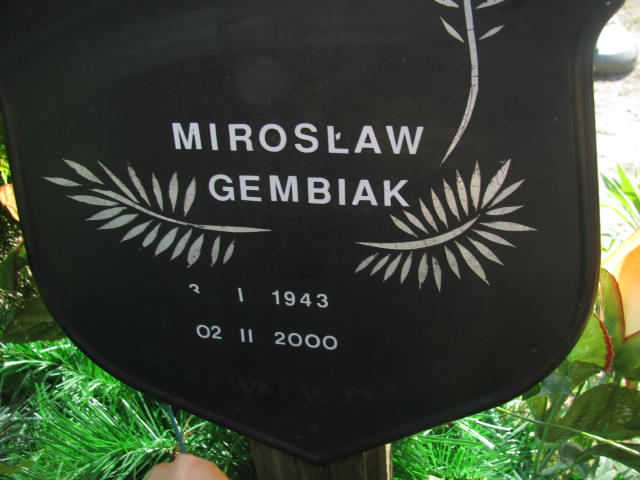 MIROSŁAW
GEMBIAK
3 I 1943
02 II 2000